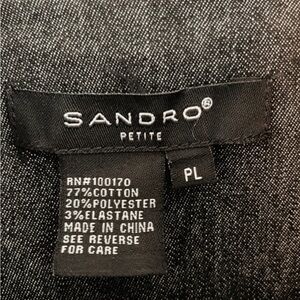 SANDRO®
PETITE
PL
RN#100170
77%COTTON
20%POLYESTER
3%ELASTANE
MADE IN CHINA
SEE REVERSE
FOR CARE